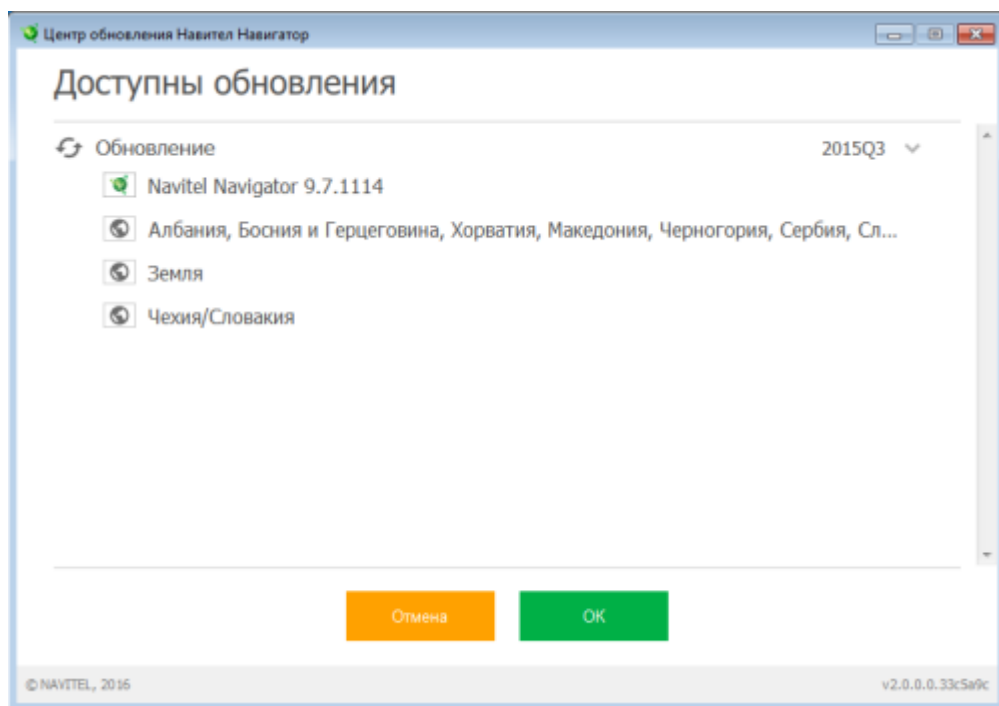 Центр обновления Навител Навигатор
Доступны обновления
Обновление 2015Q3
Navitel Navigator 9.7.1114
Албания, Босния и Герцеговина, Хорватия, Македония, Черногория, Сербия, Сл...
Земля
Чехия/Словакия
Отмена OK
© NAVITEL, 2016 v2.0.0.0.33c5a9c